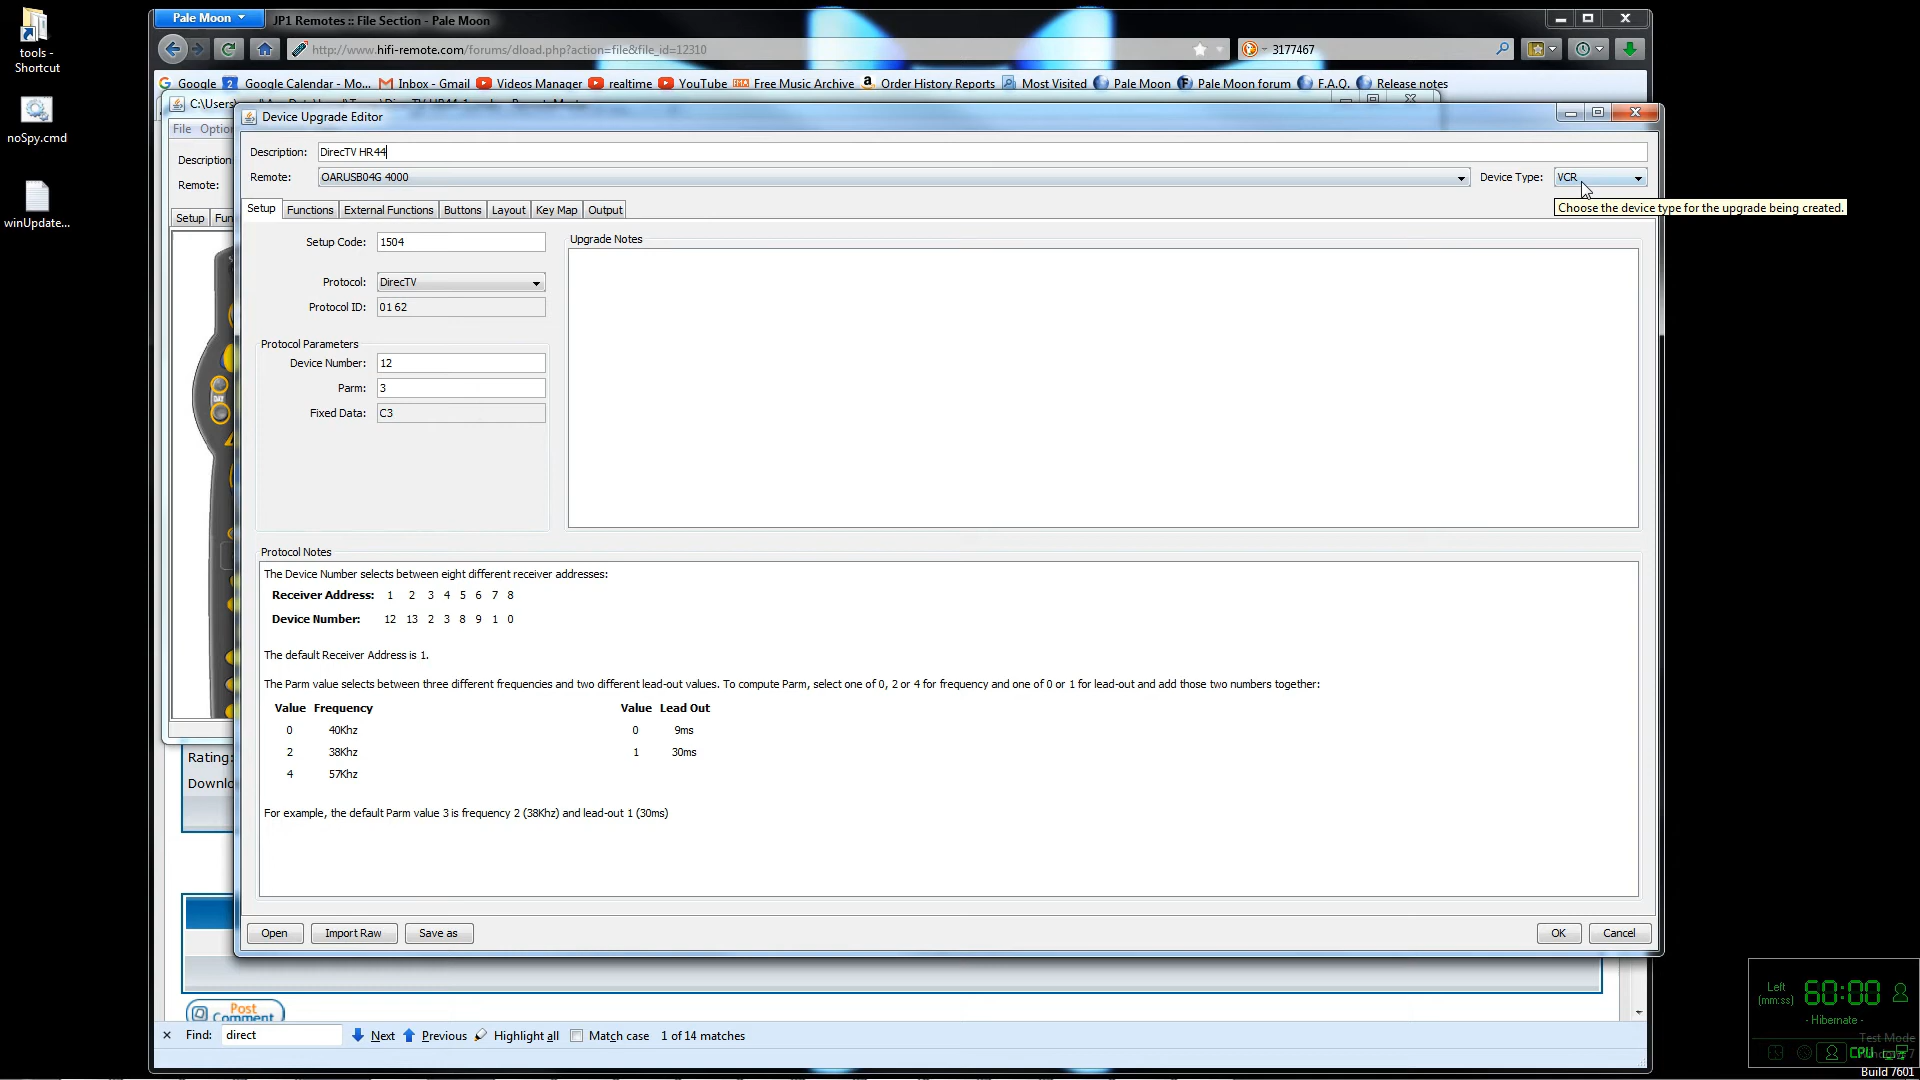 tools -
Shortcut
noSpy.cmd
winUpdate...
Pale Moon
JP1 Remotes :: File Section - Pale Moon
http://www.hifi-remote.com/forums/dload.php?action=file&file_id=12310
3177467
Google
Google Calendar - Mo...
Inbox - Gmail
Videos Manager
realtime
YouTube
Free Music Archive
Order History Reports
Most Visited
Pale Moon
Pale Moon forum
F.A.Q.
Release notes
C:\Users
File Option
Description
Remote:
Setup Fun
Device Upgrade Editor
Description: DirecTV HR44
Remote: OARUSB04G 4000
Device Type: VCR
Choose the device type for the upgrade being created.
Setup Functions External Functions Buttons Layout Key Map Output
Setup Code: 1504
Protocol: DirecTV
Protocol ID: 01 62
Protocol Parameters
Device Number: 12
Parm: 3
Fixed Data: C3
Upgrade Notes
Protocol Notes
The Device Number selects between eight different receiver addresses:
Receiver Address: 1 2 3 4 5 6 7 8
Device Number: 12 13 2 3 8 9 1 0
The default Receiver Address is 1.
The Parm value selects between three different frequencies and two different lead-out values. To compute Parm, select one of 0, 2 or 4 for frequency and one of 0 or 1 for lead-out and add those two numbers together:
Value Frequency Value Lead Out
0 40Khz 0 9ms
2 38Khz 1 30ms
4 57Khz
For example, the default Parm value 3 is frequency 2 (38Khz) and lead-out 1 (30ms)
Open Import Raw Save as OK Cancel
DAY
Rating:
Downlo
Post
Comment
Find: direct Next Previous Highlight all Match case 1 of 14 matches
Left
(mm:ss)
60:00
- Hibernate -
Test Mode
CPU
Build 7601